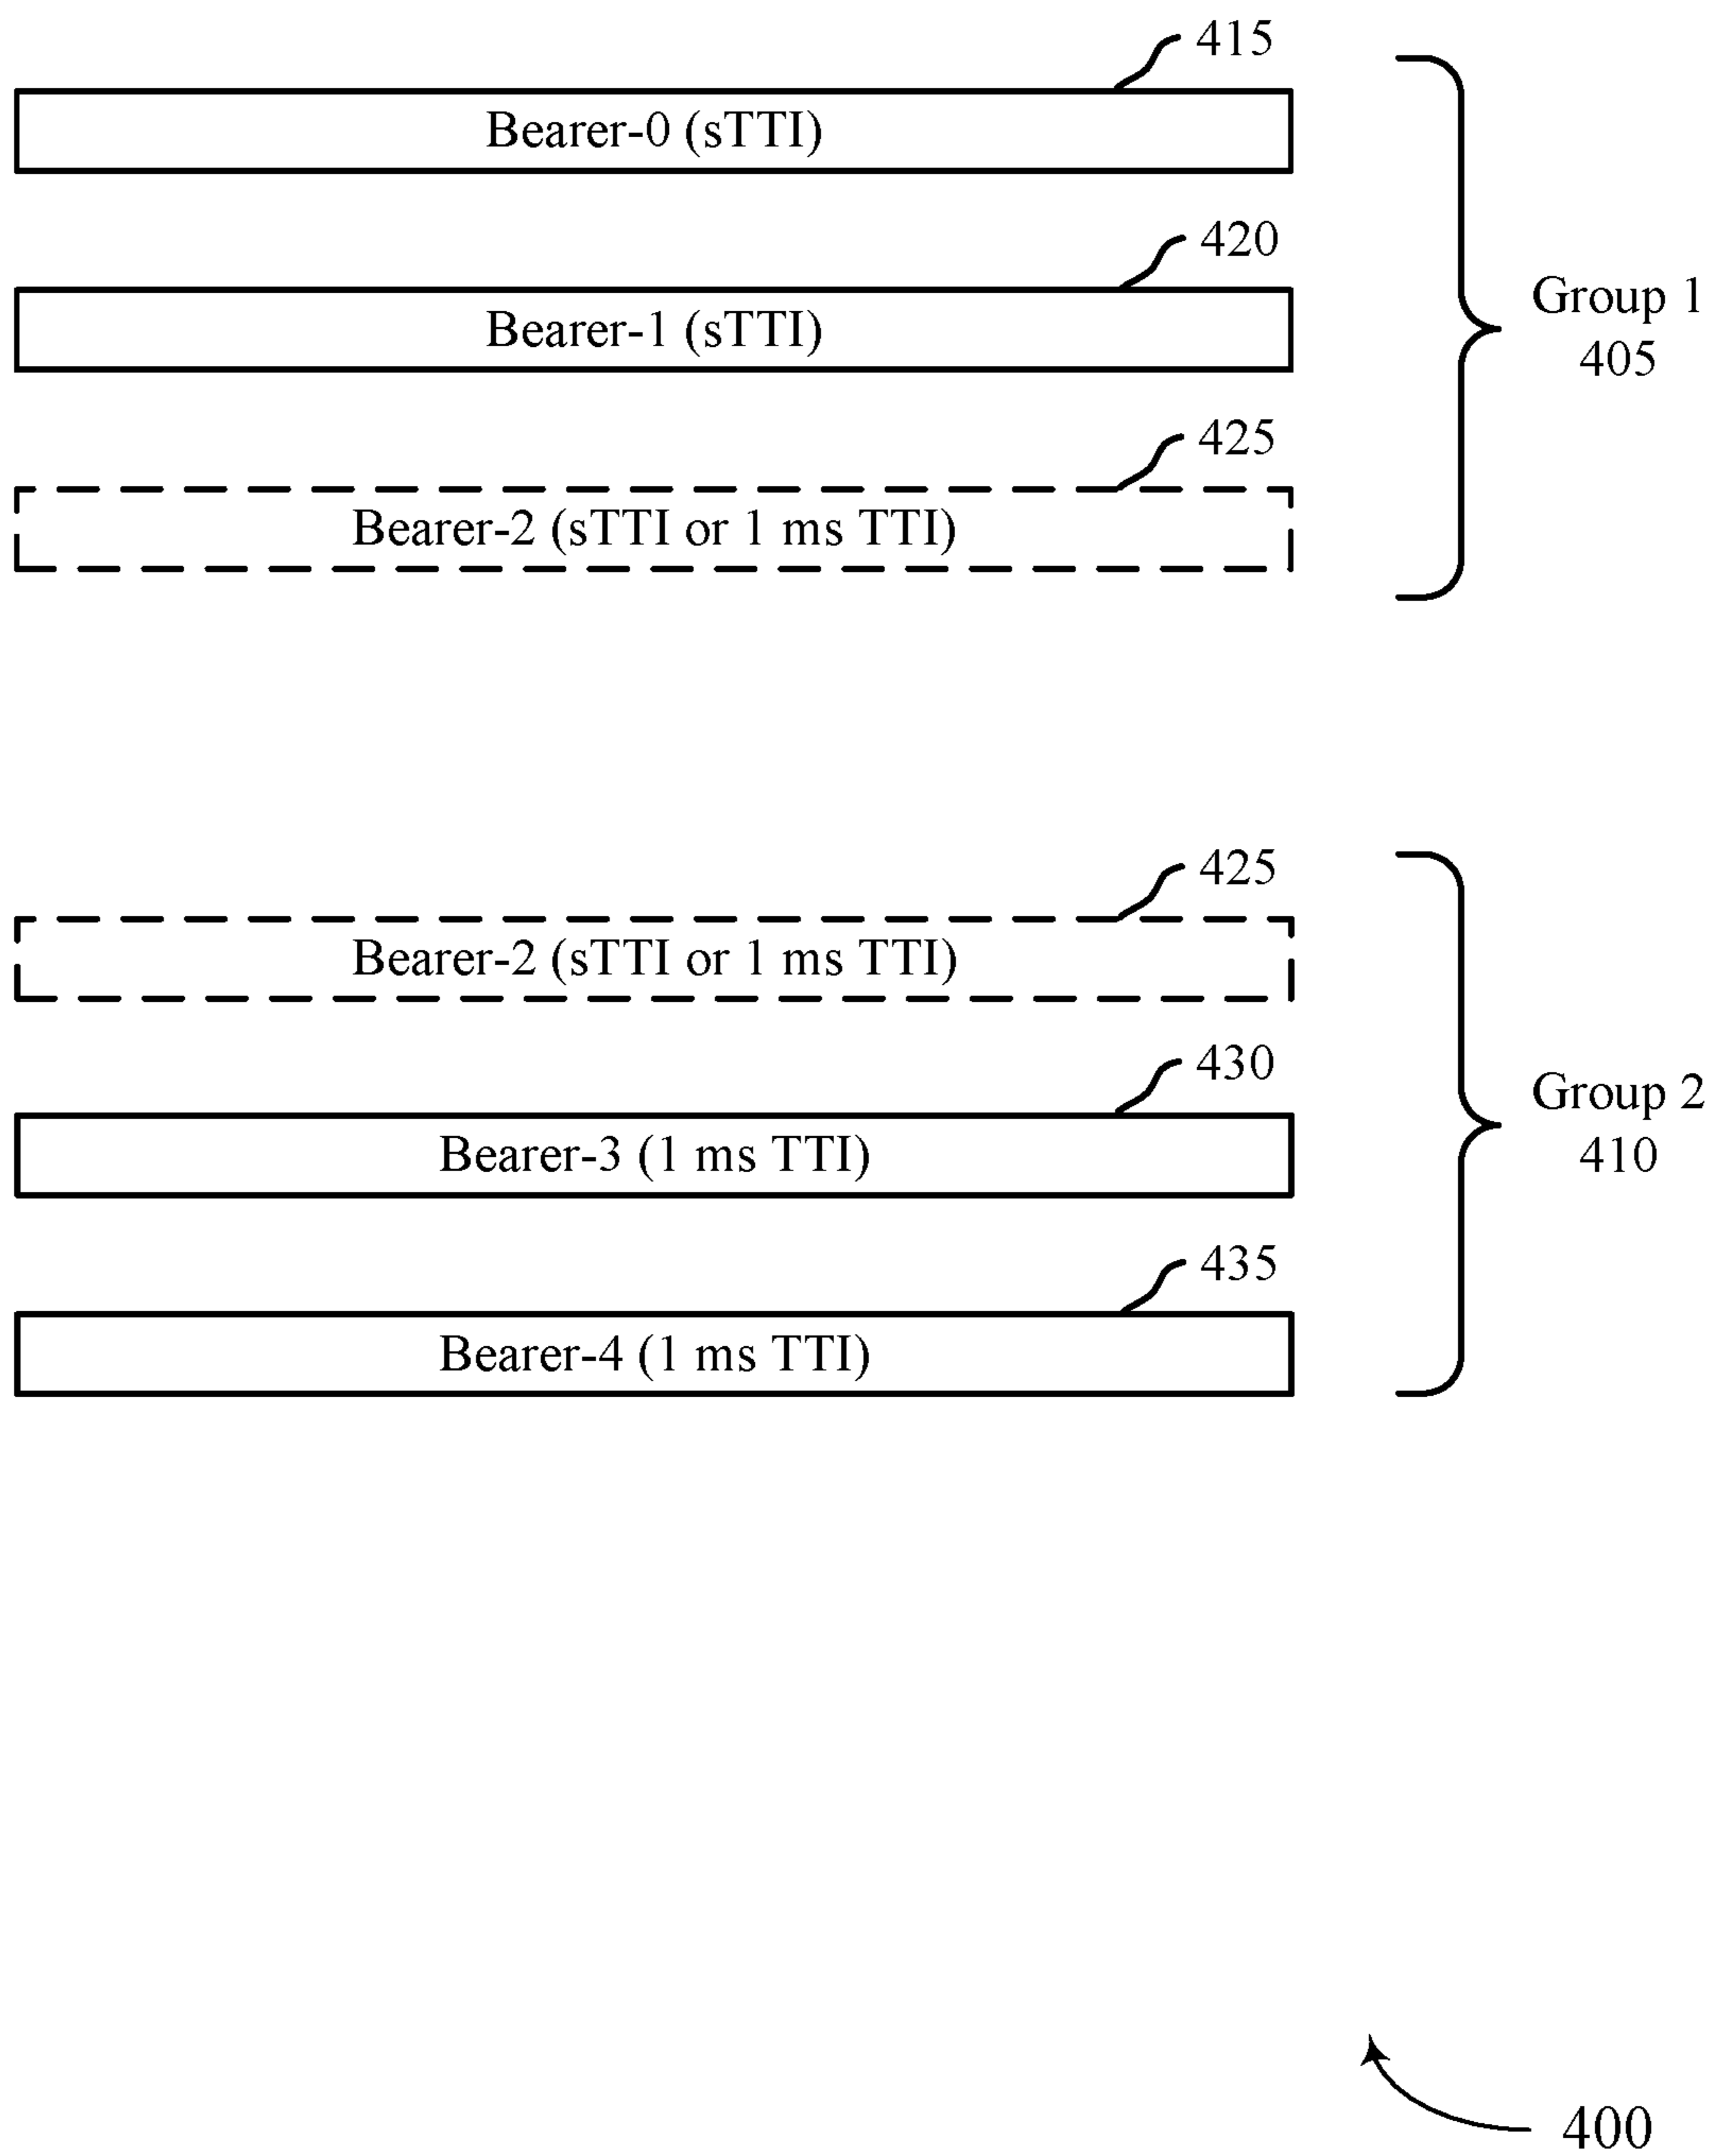 415
Bearer-0 (sTTI)
420
Bearer-1 (sTTI)
Group 1
405
425
Bearer-2 (sTTI or 1 ms TTI)
425
Bearer-2 (sTTI or 1 ms TTI)
430
Bearer-3 (1 ms TTI)
Group 2
410
435
Bearer-4 (1 ms TTI)
400